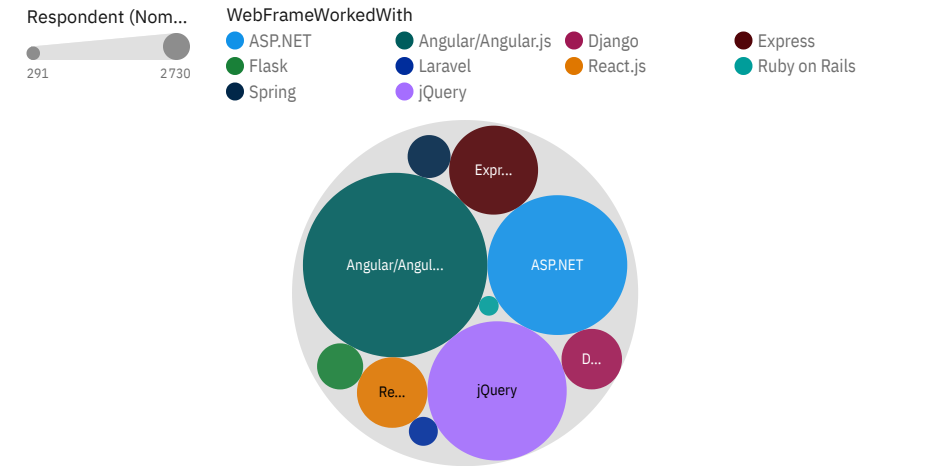 Respondent (Nom...
291 2730
WebFrameWorkedWith
ASP.NET Angular/Angular.js Django Express
Flask Laravel React.js Ruby on Rails
Spring jQuery
Expr...
Angular/Angul... ASP.NET
D...
Re... jQuery